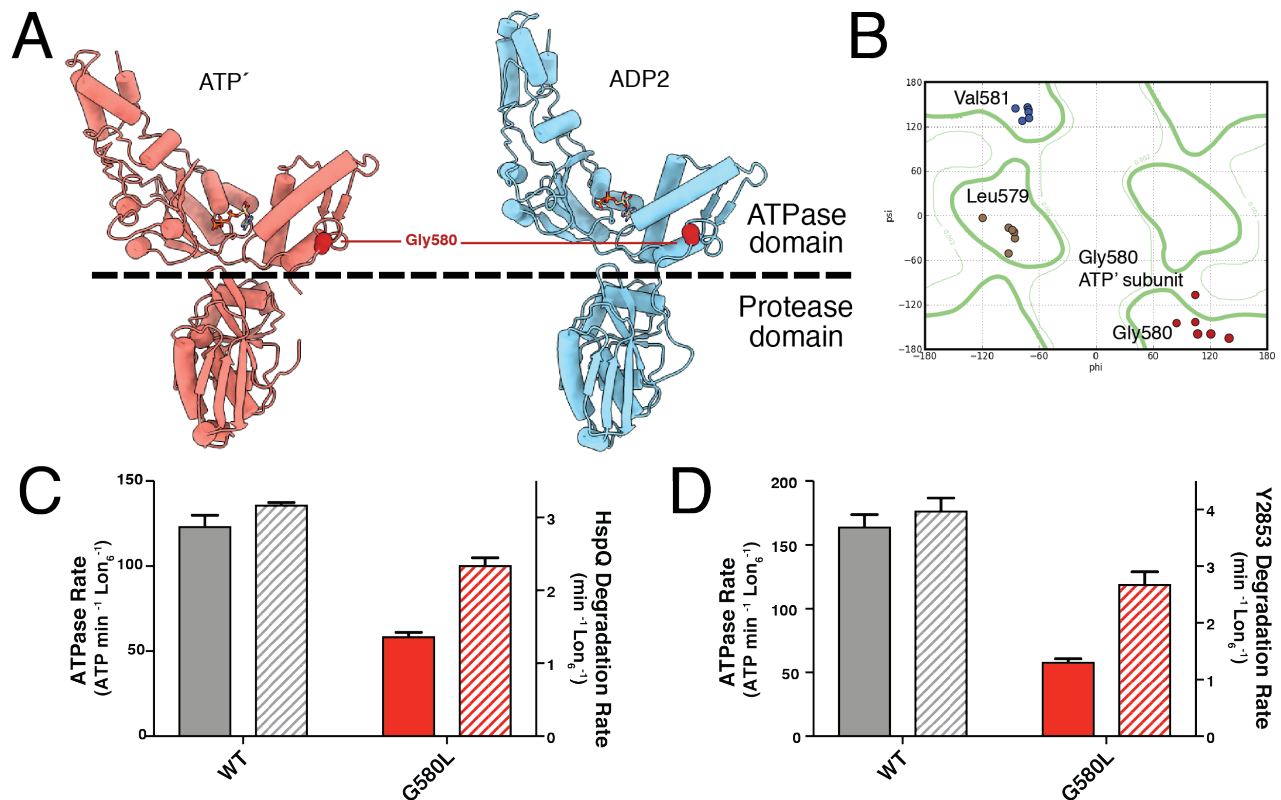 A
ATP´
ADP2
Gly580
ATPase
domain
Protease
domain
B
180
120
60
0
−60
−120
−180
psi
Val581
Leu579
Gly580
ATP' subunit
Gly580
−180
−120
−60
0
60
120
180
phi
0.002
C
150
100
50
0
ATPase Rate
(ATP min⁻¹ Lon₆⁻¹)
3
2
1
0
HspQ Degradation Rate
(min⁻¹ Lon₆⁻¹)
WT
G580L
D
200
150
100
50
0
ATPase Rate
(ATP min⁻¹ Lon₆⁻¹)
4
3
2
1
0
Y2853 Degradation Rate
(min⁻¹ Lon₆⁻¹)
WT
G580L